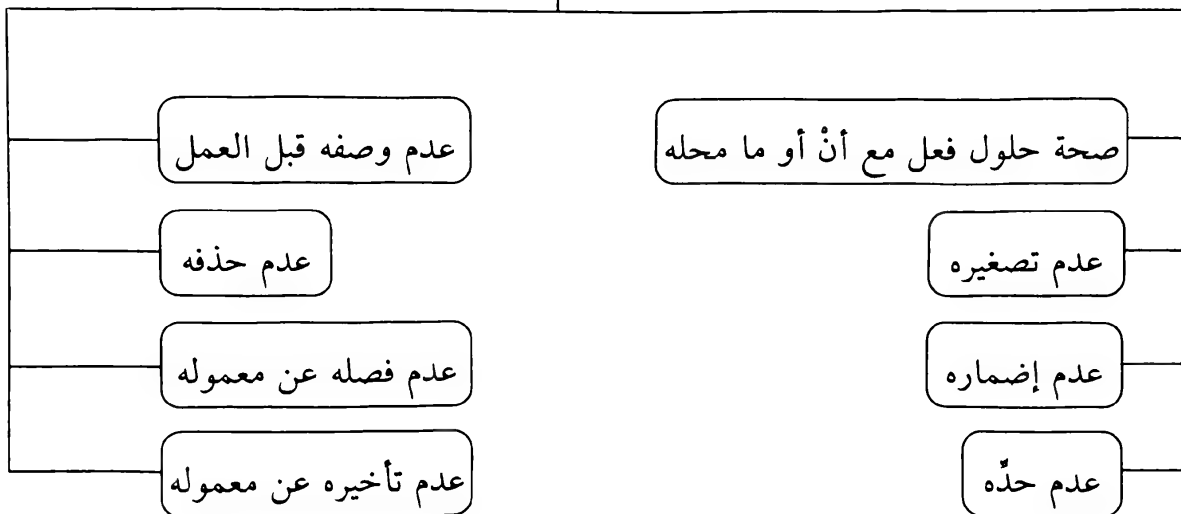 صحة حلول فعل مع أنْ أو ما محله
عدم تصغيره
عدم إضماره
عدم حدِّه
عدم وصفه قبل العمل
عدم حذفه
عدم فصله عن معموله
عدم تأخيره عن معموله